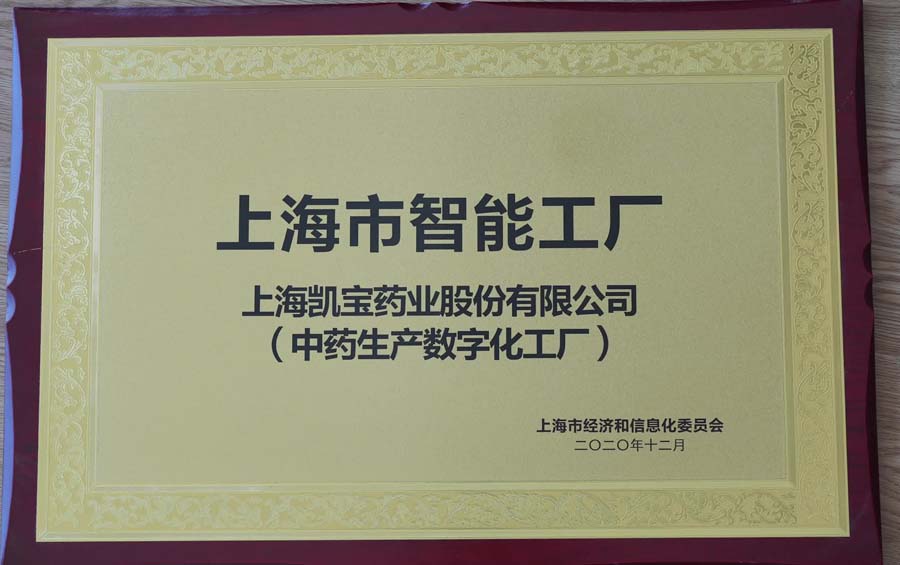 上海市智能工厂
上海凯宝药业股份有限公司
（中药生产数字化工厂）
上海市经济和信息化委员会
二〇二〇年十二月